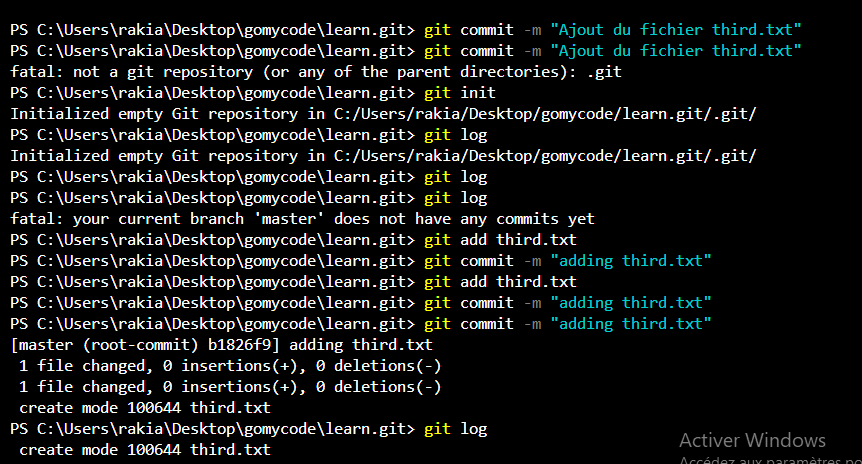 PS C:\Users\rakia\Desktop\gomycode\learn.git> git commit -m "Ajout du fichier third.txt"
PS C:\Users\rakia\Desktop\gomycode\learn.git> git commit -m "Ajout du fichier third.txt"
fatal: not a git repository (or any of the parent directories): .git
PS C:\Users\rakia\Desktop\gomycode\learn.git> git init
Initialized empty Git repository in C:/Users/rakia/Desktop/gomycode/learn.git/.git/
PS C:\Users\rakia\Desktop\gomycode\learn.git> git log
Initialized empty Git repository in C:/Users/rakia/Desktop/gomycode/learn.git/.git/
PS C:\Users\rakia\Desktop\gomycode\learn.git> git log
PS C:\Users\rakia\Desktop\gomycode\learn.git> git log
fatal: your current branch 'master' does not have any commits yet
PS C:\Users\rakia\Desktop\gomycode\learn.git> git add third.txt
PS C:\Users\rakia\Desktop\gomycode\learn.git> git commit -m "adding third.txt"
PS C:\Users\rakia\Desktop\gomycode\learn.git> git add third.txt
PS C:\Users\rakia\Desktop\gomycode\learn.git> git commit -m "adding third.txt"
PS C:\Users\rakia\Desktop\gomycode\learn.git> git commit -m "adding third.txt"
[master (root-commit) b1826f9] adding third.txt
 1 file changed, 0 insertions(+), 0 deletions(-)
 1 file changed, 0 insertions(+), 0 deletions(-)
 create mode 100644 third.txt
PS C:\Users\rakia\Desktop\gomycode\learn.git> git log
 create mode 100644 third.txt
Activer Windows
Accédez aux paramètres